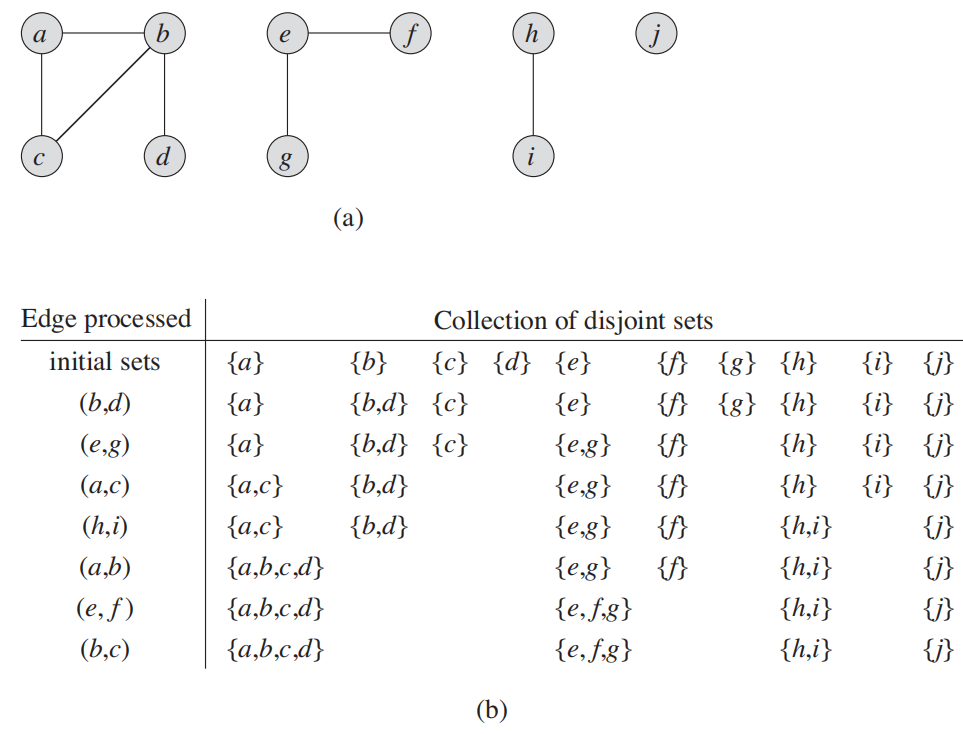 a b e f h j
c d g i
(a)
Edge processed Collection of disjoint sets
initial sets {a} {b} {c} {d} {e} {f} {g} {h} {i} {j}
(b,d) {a} {b,d} {c} {e} {f} {g} {h} {i} {j}
(e,g) {a} {b,d} {c} {e,g} {f} {h} {i} {j}
(a,c) {a,c} {b,d} {e,g} {f} {h} {i} {j}
(h,i) {a,c} {b,d} {e,g} {f} {h,i} {j}
(a,b) {a,b,c,d} {e,g} {f} {h,i} {j}
(e, f) {a,b,c,d} {e, f,g} {h,i} {j}
(b,c) {a,b,c,d} {e, f,g} {h,i} {j}
(b)